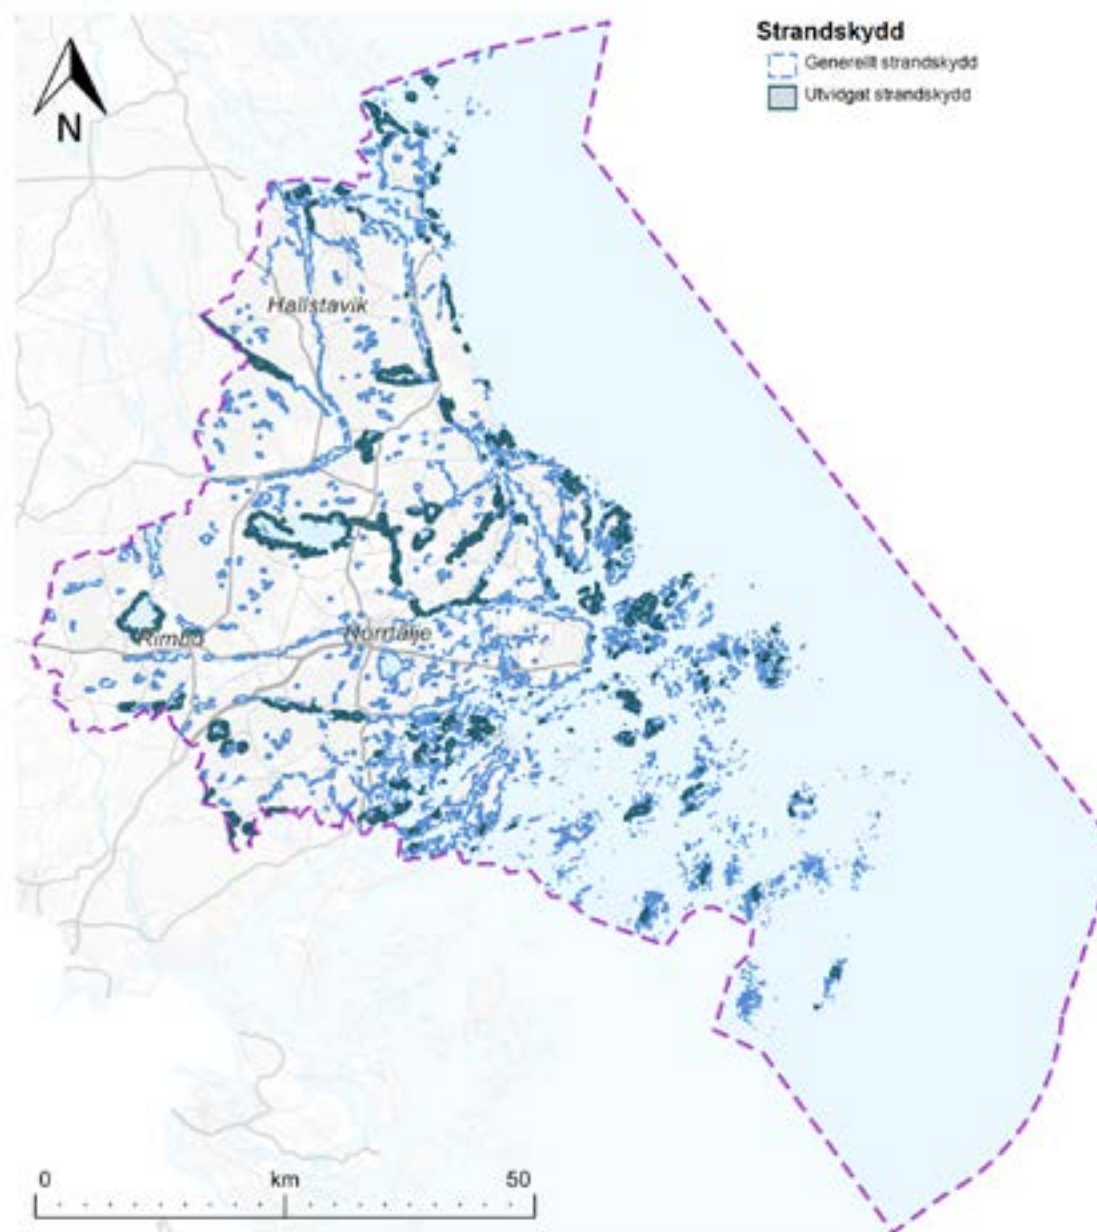 Strandskydd
Generellt strandskydd
Utvidgat strandskydd
N
Hallstavik
Rimbo
Norrtälje
0 km 50